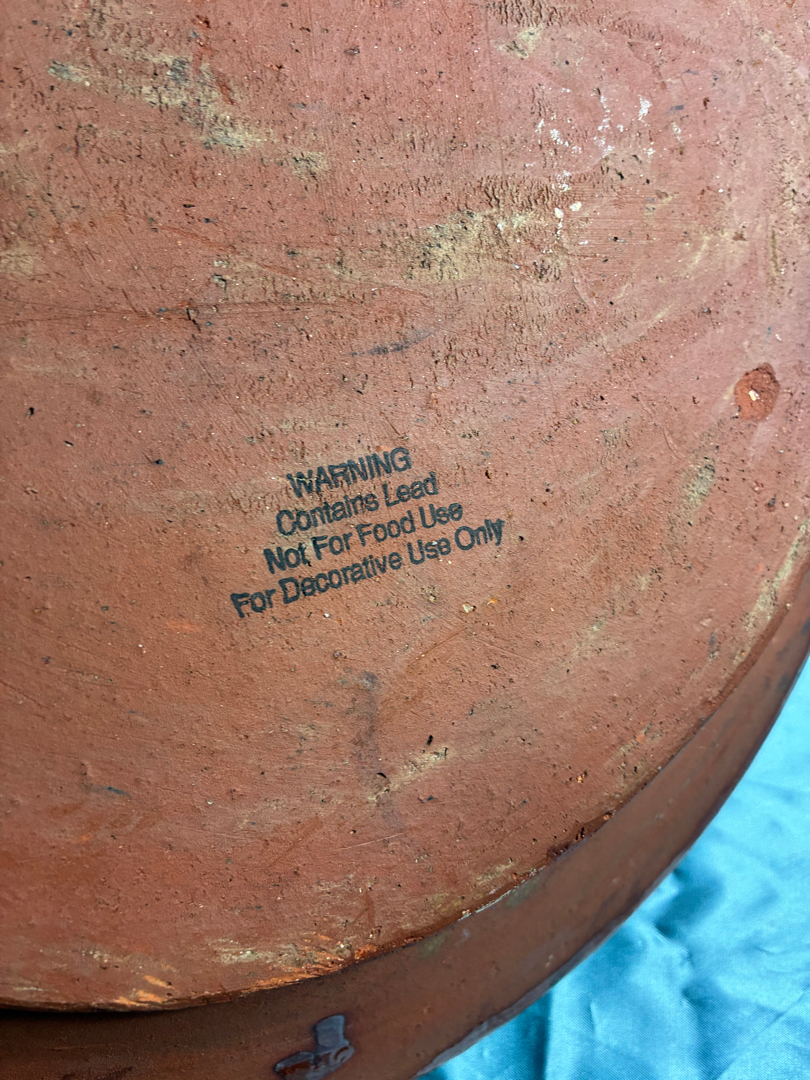 WARNING
Contains Lead
Not For Food Use
For Decorative Use Only